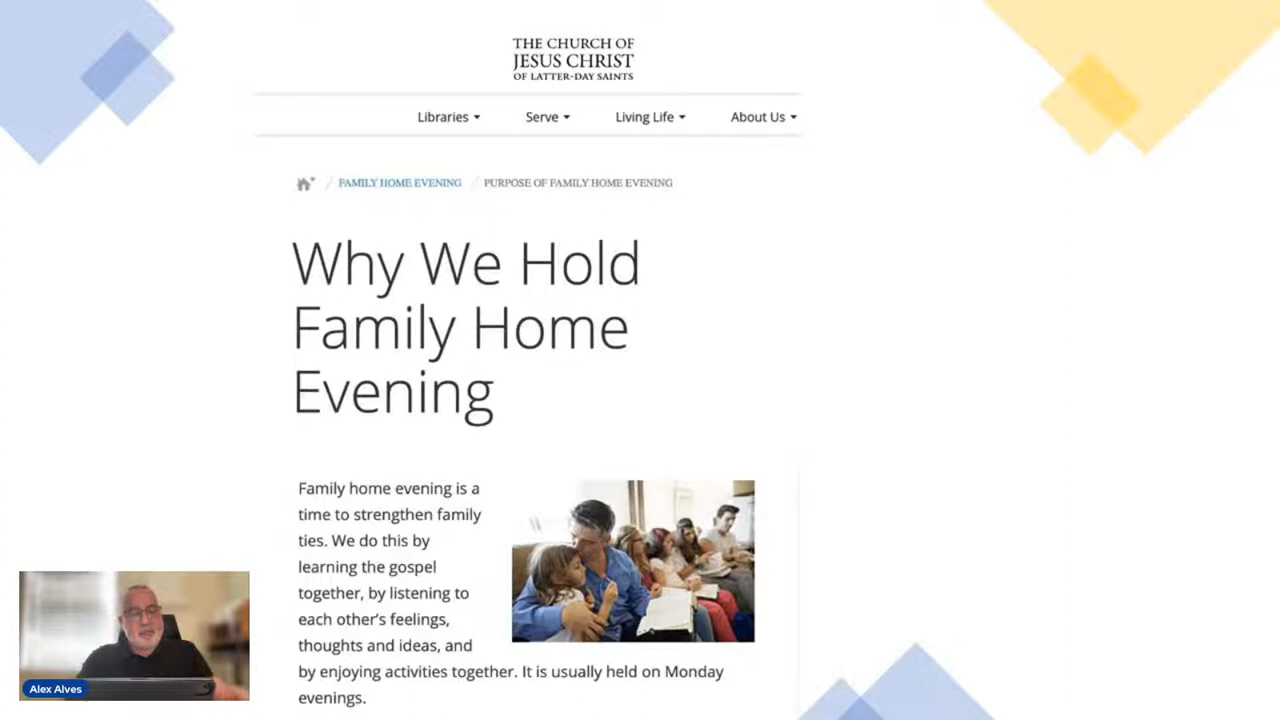 THE CHURCH OF
JESUS CHRIST
OF LATTER-DAY SAINTS
Libraries
Serve
Living Life
About Us
FAMILY HOME EVENING / PURPOSE OF FAMILY HOME EVENING
Why We Hold
Family Home
Evening
Family home evening is a
time to strengthen family
ties. We do this by
learning the gospel
together, by listening to
each other's feelings,
thoughts and ideas, and
by enjoying activities together. It is usually held on Monday
evenings.
Alex Alves